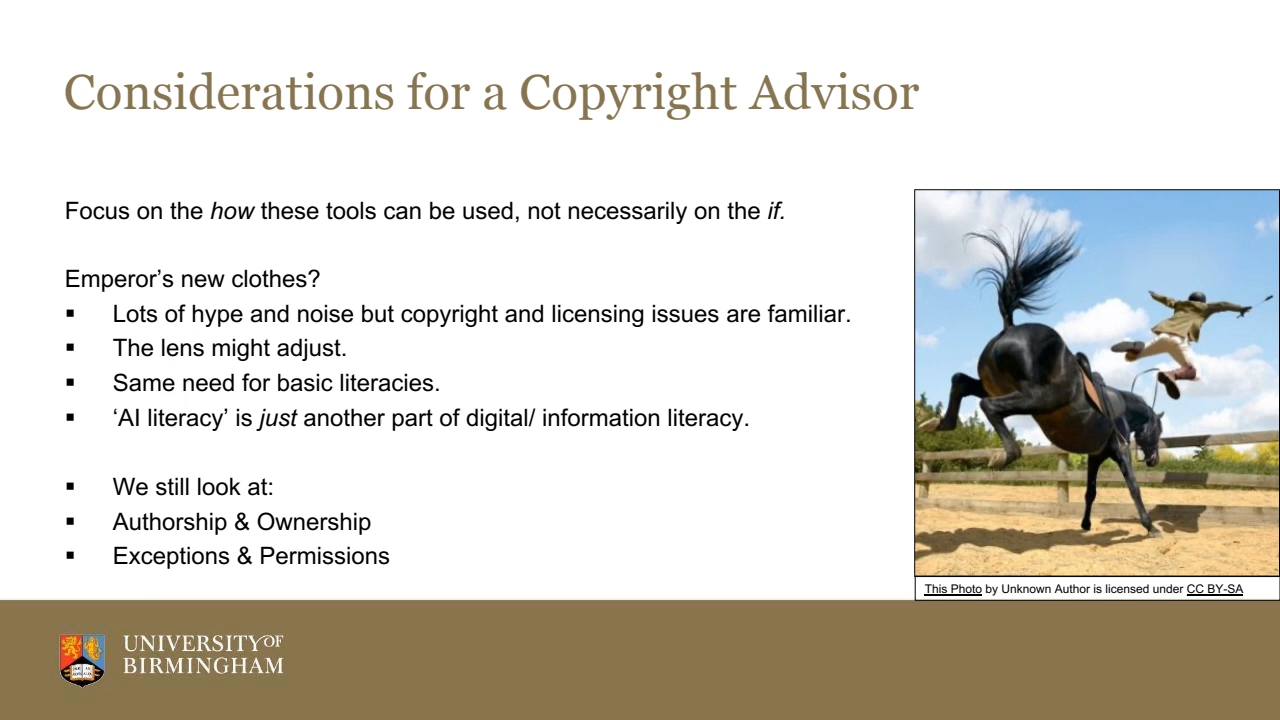 Considerations for a Copyright Advisor
Focus on the how these tools can be used, not necessarily on the if.
Emperor’s new clothes?
▪ Lots of hype and noise but copyright and licensing issues are familiar.
▪ The lens might adjust.
▪ Same need for basic literacies.
▪ ‘AI literacy’ is just another part of digital/ information literacy.
▪ We still look at:
▪ Authorship & Ownership
▪ Exceptions & Permissions
This Photo by Unknown Author is licensed under CC BY-SA
UNIVERSITY OF
BIRMINGHAM